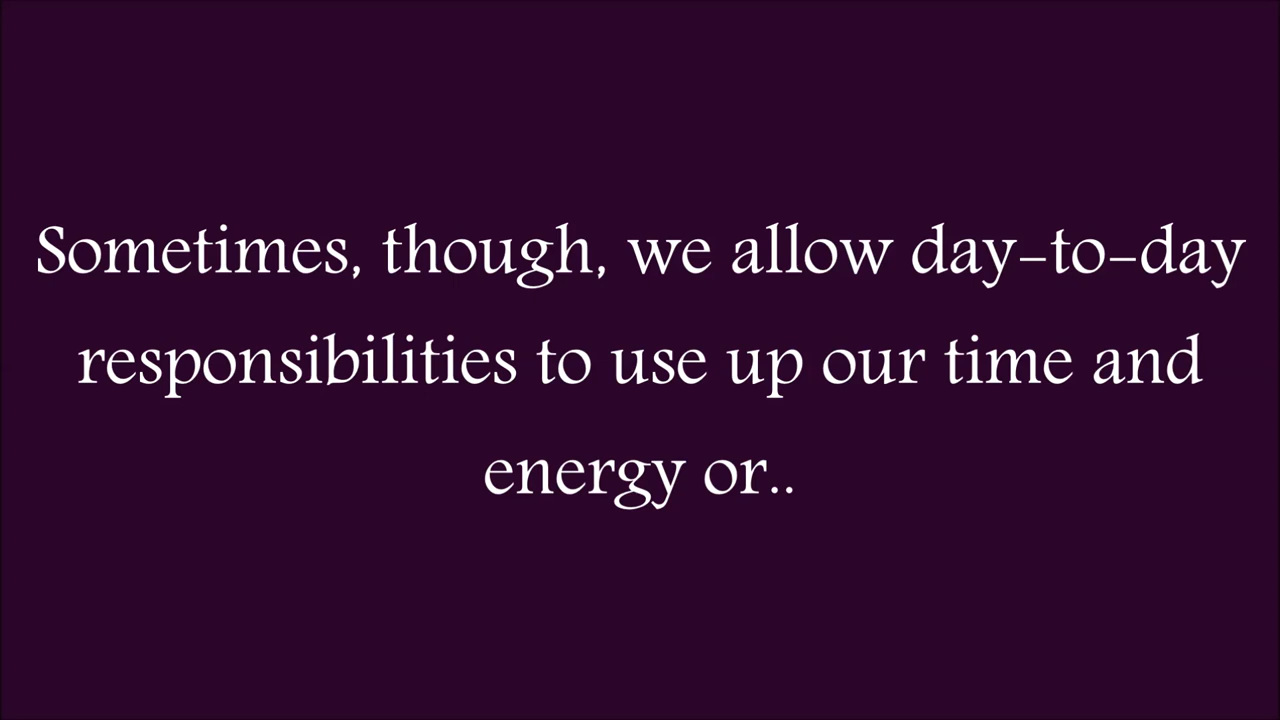 Sometimes, though, we allow day-to-day
responsibilities to use up our time and
energy or..